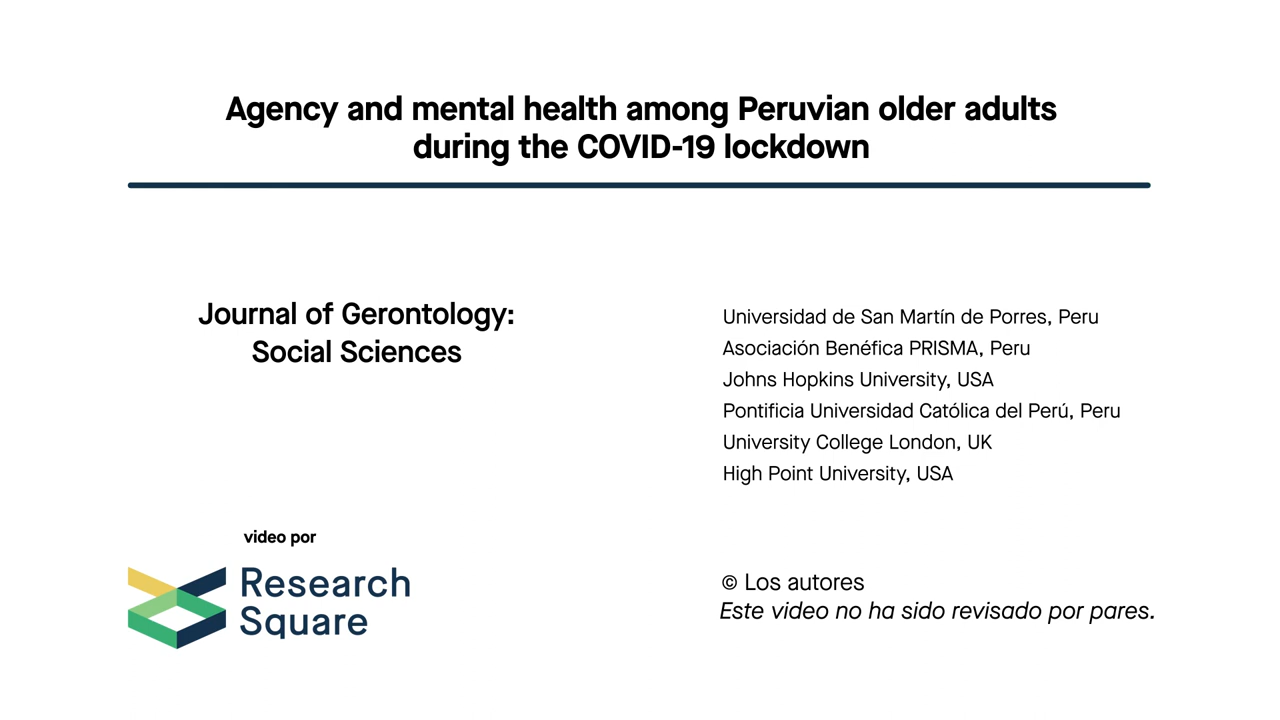 Agency and mental health among Peruvian older adults
during the COVID-19 lockdown
Journal of Gerontology:
Social Sciences
Universidad de San Martín de Porres, Peru
Asociación Benéfica PRISMA, Peru
Johns Hopkins University, USA
Pontificia Universidad Católica del Perú, Peru
University College London, UK
High Point University, USA
video por
Research
Square
© Los autores
Este video no ha sido revisado por pares.